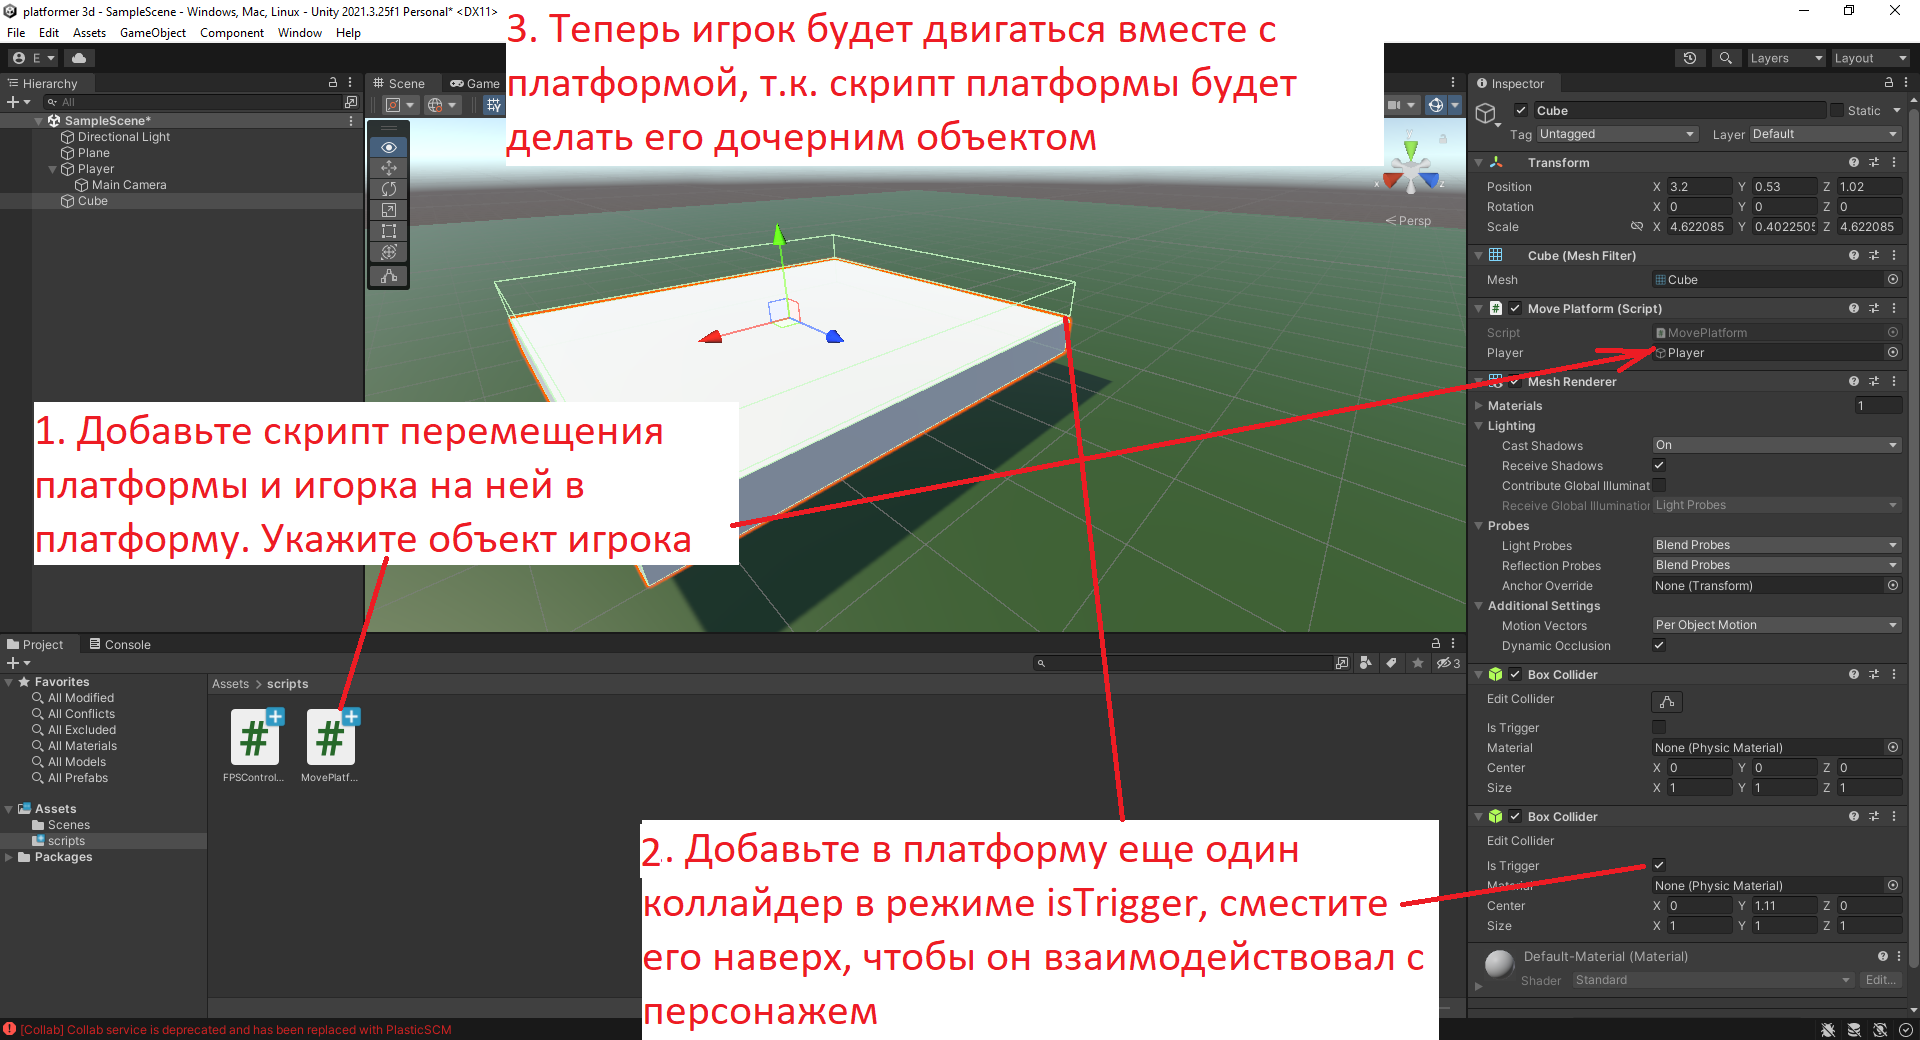 platformer 3d - SampleScene - Windows, Mac, Linux - Unity 2021.3.25f1 Personal* <DX11>
File Edit Assets GameObject Component Window Help
3. Теперь игрок будет двигаться вместе с
платформой, т.к. скрипт платформы будет
делать его дочерним объектом
E
Layers
Layout
Hierarchy
All
SampleScene*
Directional Light
Plane
Player
Main Camera
Cube
Scene
Game
y
x
z
Persp
1. Добавьте скрипт перемещения
платформы и игорка на ней в
платформу. Укажите объект игрока
Project
Console
3
Favorites
All Modified
All Conflicts
All Excluded
All Materials
All Models
All Prefabs
Assets
Scenes
scripts
Packages
Assets > scripts
#
#
FPSControl...
MovePlatf...
2. Добавьте в платформу еще один
коллайдер в режиме isTrigger, сместите
его наверх, чтобы он взаимодействовал с
персонажем
Inspector
Cube
Static
Tag Untagged Layer Default
Transform
Position X 3.2 Y 0.53 Z 1.02
Rotation X 0 Y 0 Z 0
Scale X 4.622085 Y 0.4022505 Z 4.622085
Cube (Mesh Filter)
Mesh Cube
# Move Platform (Script)
Script MovePlatform
Player Player
Mesh Renderer
Materials 1
Lighting
Cast Shadows On
Receive Shadows
Contribute Global Illuminat
Receive Global Illumination Light Probes
Probes
Light Probes Blend Probes
Reflection Probes Blend Probes
Anchor Override None (Transform)
Additional Settings
Motion Vectors Per Object Motion
Dynamic Occlusion
Box Collider
Edit Collider
Is Trigger
Material None (Physic Material)
Center X 0 Y 0 Z 0
Size X 1 Y 1 Z 1
Box Collider
Edit Collider
Is Trigger
Material None (Physic Material)
Center X 0 Y 1.11 Z 0
Size X 1 Y 1 Z 1
Default-Material (Material)
Shader Standard Edit...
[Collab] Collab service is deprecated and has been replaced with PlasticSCM